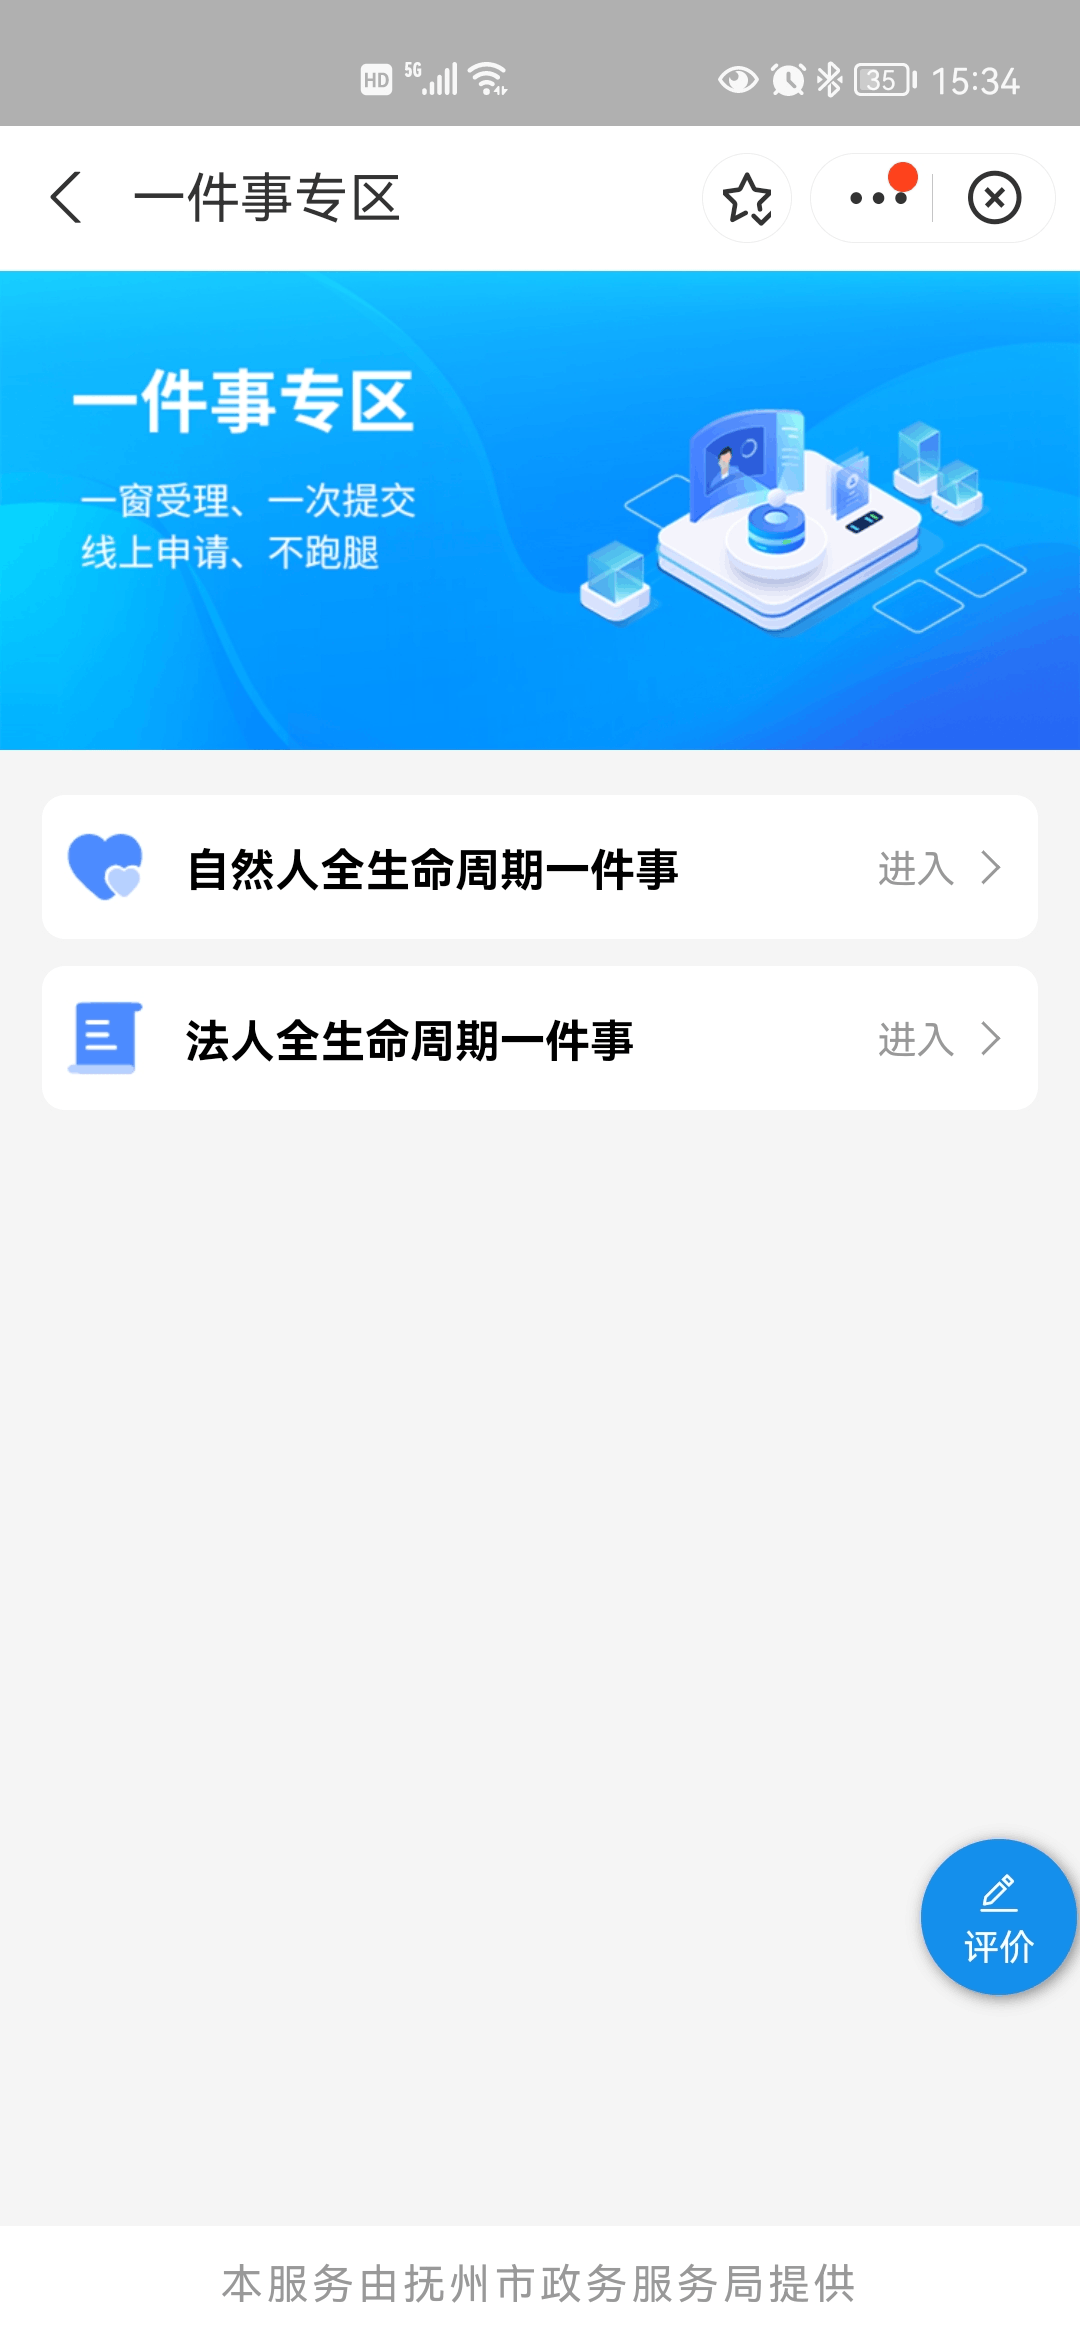 HD 5G 35 15:34
一件事专区
一件事专区
一窗受理、一次提交
线上申请、不跑腿
自然人全生命周期一件事 进入
法人全生命周期一件事 进入
评价
本服务由抚州市政务服务局提供